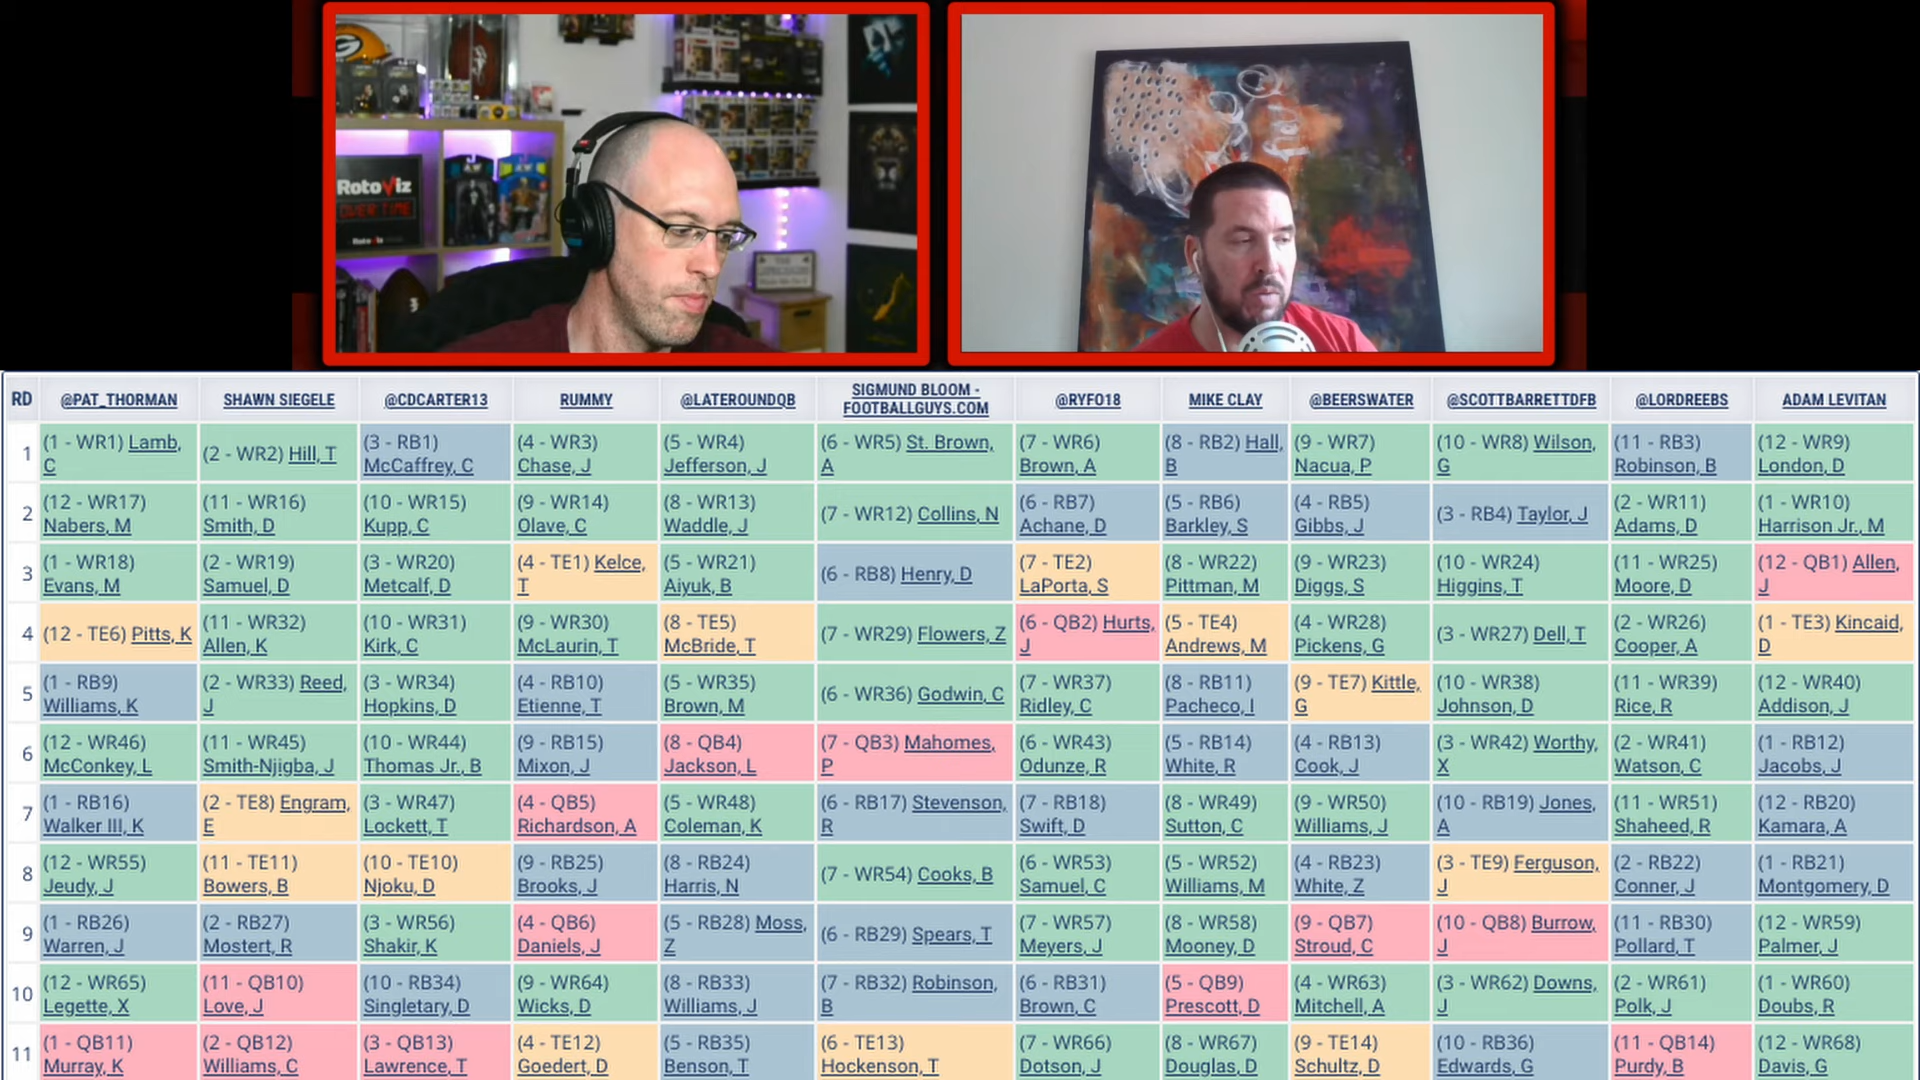 RotoViz
OVERTIME
RotoViz
RD @PAT_THORMAN SHAWN SIEGELE @CDCARTER13 RUMMY @LATEROUNDQB SIGMUND BLOOM - FOOTBALLGUYS.COM @RYFO18 MIKE CLAY @BEERSWATER @SCOTTBARRETTDFB @LORDREEBS ADAM LEVITAN
1 (1 - WR1) Lamb, C (2 - WR2) Hill, T (3 - RB1) McCaffrey, C (4 - WR3) Chase, J (5 - WR4) Jefferson, J (6 - WR5) St. Brown, A (7 - WR6) Brown, A (8 - RB2) Hall, B (9 - WR7) Nacua, P (10 - WR8) Wilson, G (11 - RB3) Robinson, B (12 - WR9) London, D
2 (12 - WR17) Nabers, M (11 - WR16) Smith, D (10 - WR15) Kupp, C (9 - WR14) Olave, C (8 - WR13) Waddle, J (7 - WR12) Collins, N (6 - RB7) Achane, D (5 - RB6) Barkley, S (4 - RB5) Gibbs, J (3 - RB4) Taylor, J (2 - WR11) Adams, D (1 - WR10) Harrison Jr., M
3 (1 - WR18) Evans, M (2 - WR19) Samuel, D (3 - WR20) Metcalf, D (4 - TE1) Kelce, T (5 - WR21) Aiyuk, B (6 - RB8) Henry, D (7 - TE2) LaPorta, S (8 - WR22) Pittman, M (9 - WR23) Diggs, S (10 - WR24) Higgins, T (11 - WR25) Moore, D (12 - QB1) Allen, J
4 (12 - TE6) Pitts, K (11 - WR32) Allen, K (10 - WR31) Kirk, C (9 - WR30) McLaurin, T (8 - TE5) McBride, T (7 - WR29) Flowers, Z (6 - QB2) Hurts, J (5 - TE4) Andrews, M (4 - WR28) Pickens, G (3 - WR27) Dell, T (2 - WR26) Cooper, A (1 - TE3) Kincaid, D
5 (1 - RB9) Williams, K (2 - WR33) Reed, J (3 - WR34) Hopkins, D (4 - RB10) Etienne, T (5 - WR35) Brown, M (6 - WR36) Godwin, C (7 - WR37) Ridley, C (8 - RB11) Pacheco, I (9 - TE7) Kittle, G (10 - WR38) Johnson, D (11 - WR39) Rice, R (12 - WR40) Addison, J
6 (12 - WR46) McConkey, L (11 - WR45) Smith-Njigba, J (10 - WR44) Thomas Jr., B (9 - RB15) Mixon, J (8 - QB4) Jackson, L (7 - QB3) Mahomes, P (6 - WR43) Odunze, R (5 - RB14) White, R (4 - RB13) Cook, J (3 - WR42) Worthy, X (2 - WR41) Watson, C (1 - RB12) Jacobs, J
7 (1 - RB16) Walker III, K (2 - TE8) Engram, E (3 - WR47) Lockett, T (4 - QB5) Richardson, A (5 - WR48) Coleman, K (6 - RB17) Stevenson, R (7 - RB18) Swift, D (8 - WR49) Sutton, C (9 - WR50) Williams, J (10 - RB19) Jones, A (11 - WR51) Shaheed, R (12 - RB20) Kamara, A
8 (12 - WR55) Jeudy, J (11 - TE11) Bowers, B (10 - TE10) Njoku, D (9 - RB25) Brooks, J (8 - RB24) Harris, N (7 - WR54) Cooks, B (6 - WR53) Samuel, C (5 - WR52) Williams, M (4 - RB23) White, Z (3 - TE9) Ferguson, J (2 - RB22) Conner, J (1 - RB21) Montgomery, D
9 (1 - RB26) Warren, J (2 - RB27) Mostert, R (3 - WR56) Shakir, K (4 - QB6) Daniels, J (5 - RB28) Moss, Z (6 - RB29) Spears, T (7 - WR57) Meyers, J (8 - WR58) Mooney, D (9 - QB7) Stroud, C (10 - QB8) Burrow, J (11 - RB30) Pollard, T (12 - WR59) Palmer, J
10 (12 - WR65) Legette, X (11 - QB10) Love, J (10 - RB34) Singletary, D (9 - WR64) Wicks, D (8 - RB33) Williams, J (7 - RB32) Robinson, B (6 - RB31) Brown, C (5 - QB9) Prescott, D (4 - WR63) Mitchell, A (3 - WR62) Downs, J (2 - WR61) Polk, J (1 - WR60) Doubs, R
11 (1 - QB11) Murray, K (2 - QB12) Williams, C (3 - QB13) Lawrence, T (4 - TE12) Goedert, D (5 - RB35) Benson, T (6 - TE13) Hockenson, T (7 - WR66) Dotson, J (8 - WR67) Douglas, D (9 - TE14) Schultz, D (10 - RB36) Edwards, G (11 - QB14) Purdy, B (12 - WR68) Davis, G